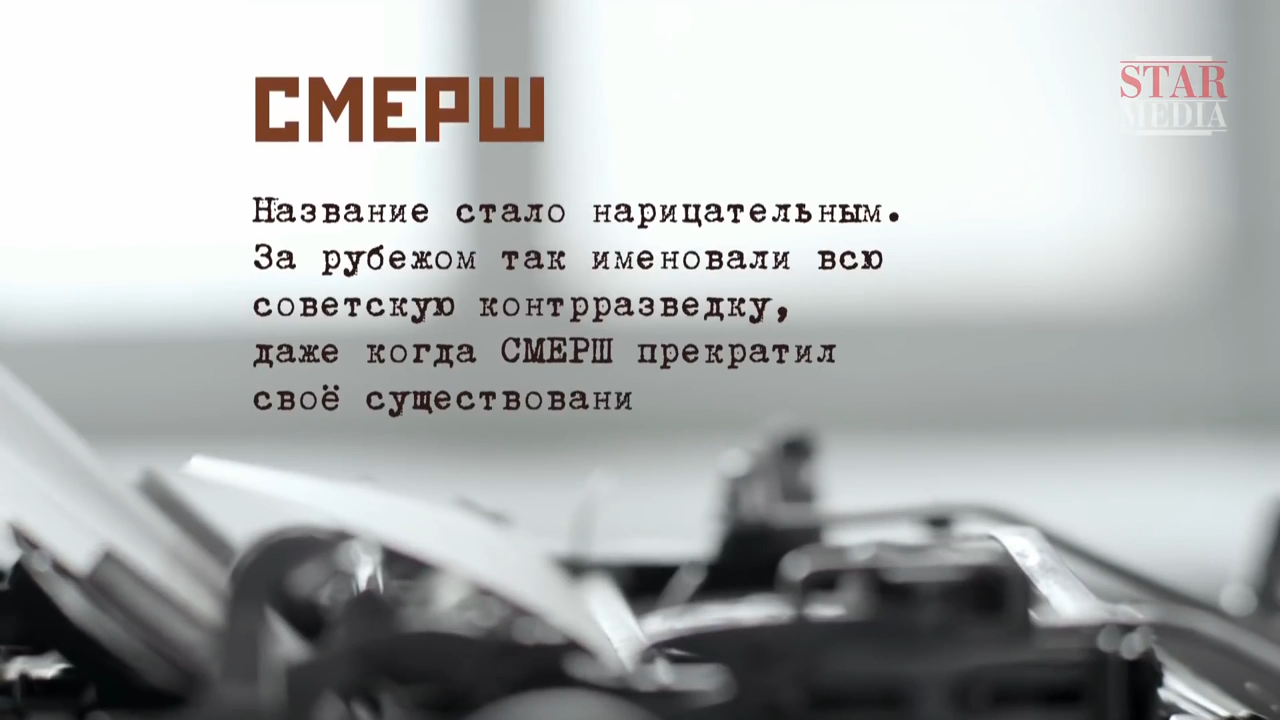 СМЕРШ
STAR
MEDIA
Название стало нарицательным.
За рубежом так именовали всю
советскую контрразведку,
даже когда СМЕРШ прекратил
своё существовани